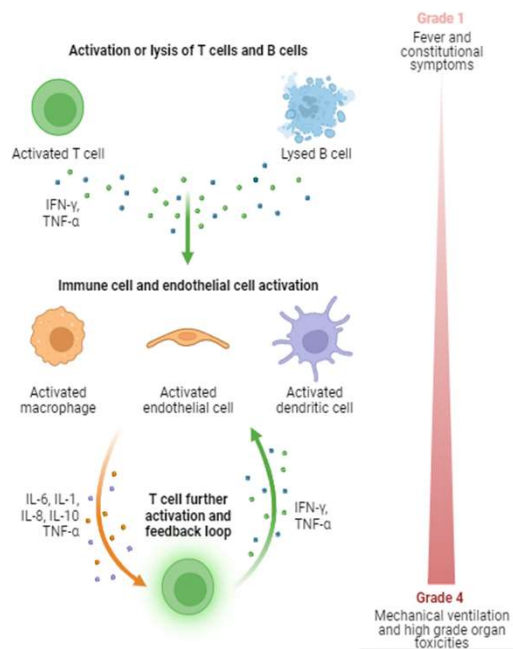 Grade 1
Fever and
constitutional
symptoms
Activation or lysis of T cells and B cells
Activated T cell
Lysed B cell
IFN-γ,
TNF-α
Immune cell and endothelial cell activation
Activated
macrophage
Activated
endothelial cell
Activated
dendritic cell
IL-6, IL-1,
IL-8, IL-10
TNF-α
T cell further
activation and
feedback loop
IFN-γ,
TNF-α
Grade 4
Mechanical ventilation
and high grade organ
toxicities